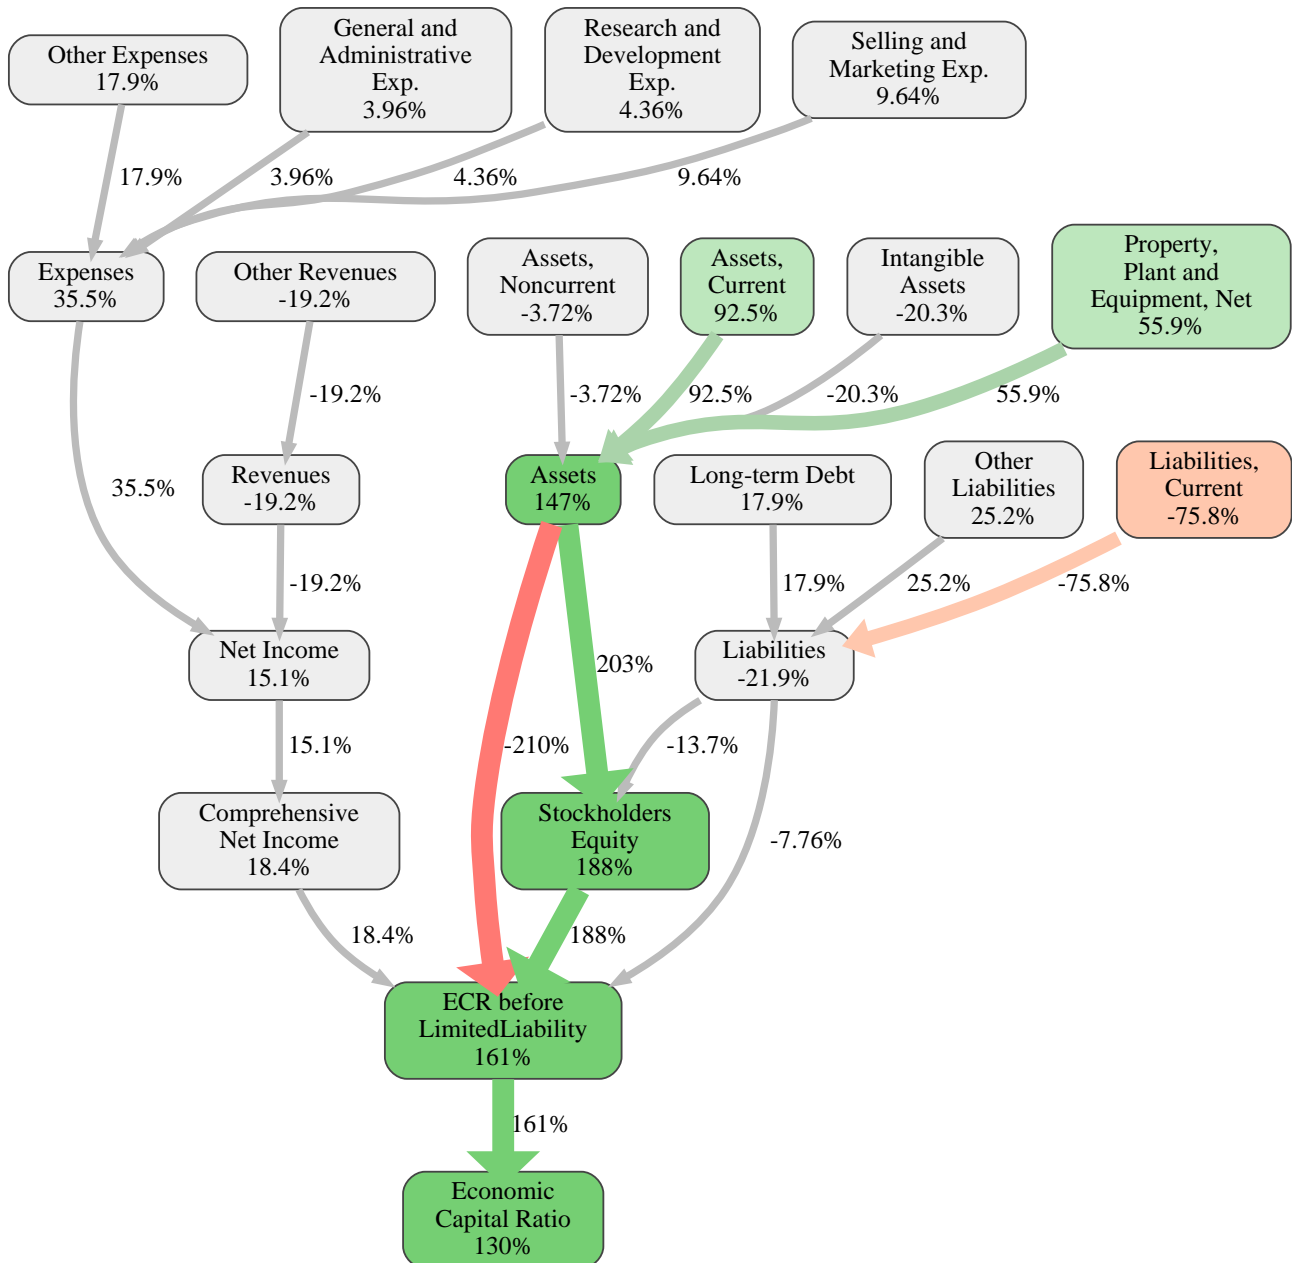 Other Expenses
17.9%
General and
Administrative
Exp.
3.96%
Research and
Development
Exp.
4.36%
Selling and
Marketing Exp.
9.64%
17.9%
3.96%
4.36%
9.64%
Expenses
35.5%
Other Revenues
-19.2%
Assets,
Noncurrent
-3.72%
Assets,
Current
92.5%
Intangible
Assets
-20.3%
Property,
Plant and
Equipment, Net
55.9%
-19.2%
-3.72%
92.5%
-20.3%
55.9%
35.5%
Revenues
-19.2%
Assets
147%
Long-term Debt
17.9%
Other
Liabilities
25.2%
Liabilities,
Current
-75.8%
-19.2%
17.9%
25.2%
-75.8%
Net Income
15.1%
203%
Liabilities
-21.9%
15.1%
-210%
-13.7%
Comprehensive
Net Income
18.4%
Stockholders
Equity
188%
-7.76%
18.4%
188%
ECR before
LimitedLiability
161%
161%
Economic
Capital Ratio
130%